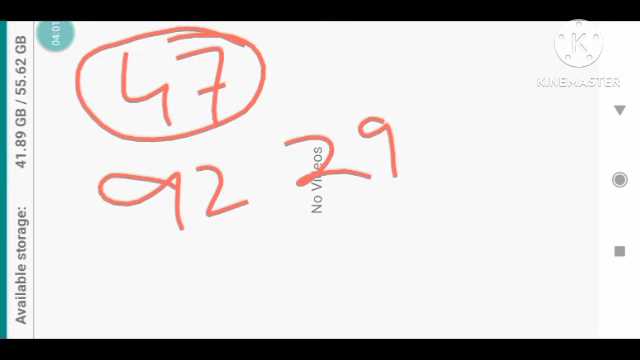 04:01
47
92 29
No Videos
Available storage: 41.89 GB / 55.62 GB
K
KINEMASTER